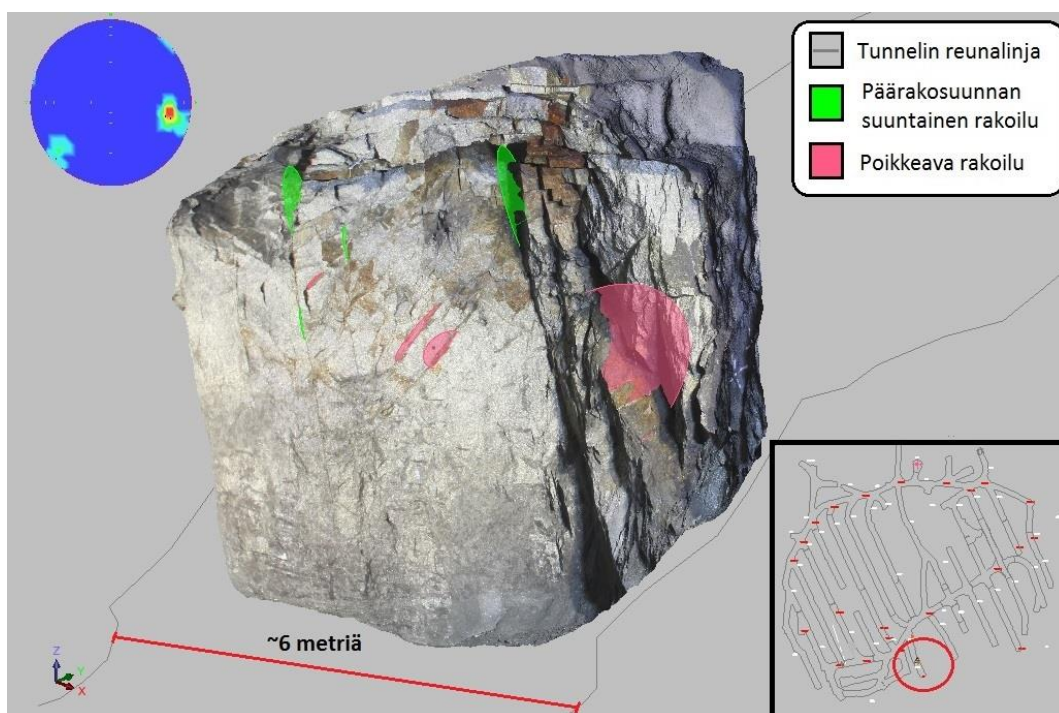 Tunnelin reunalinja
Päärakosuunnan
suuntainen rakoilu
Poikkeava rakoilu
~6 metriä
Z
Y
X